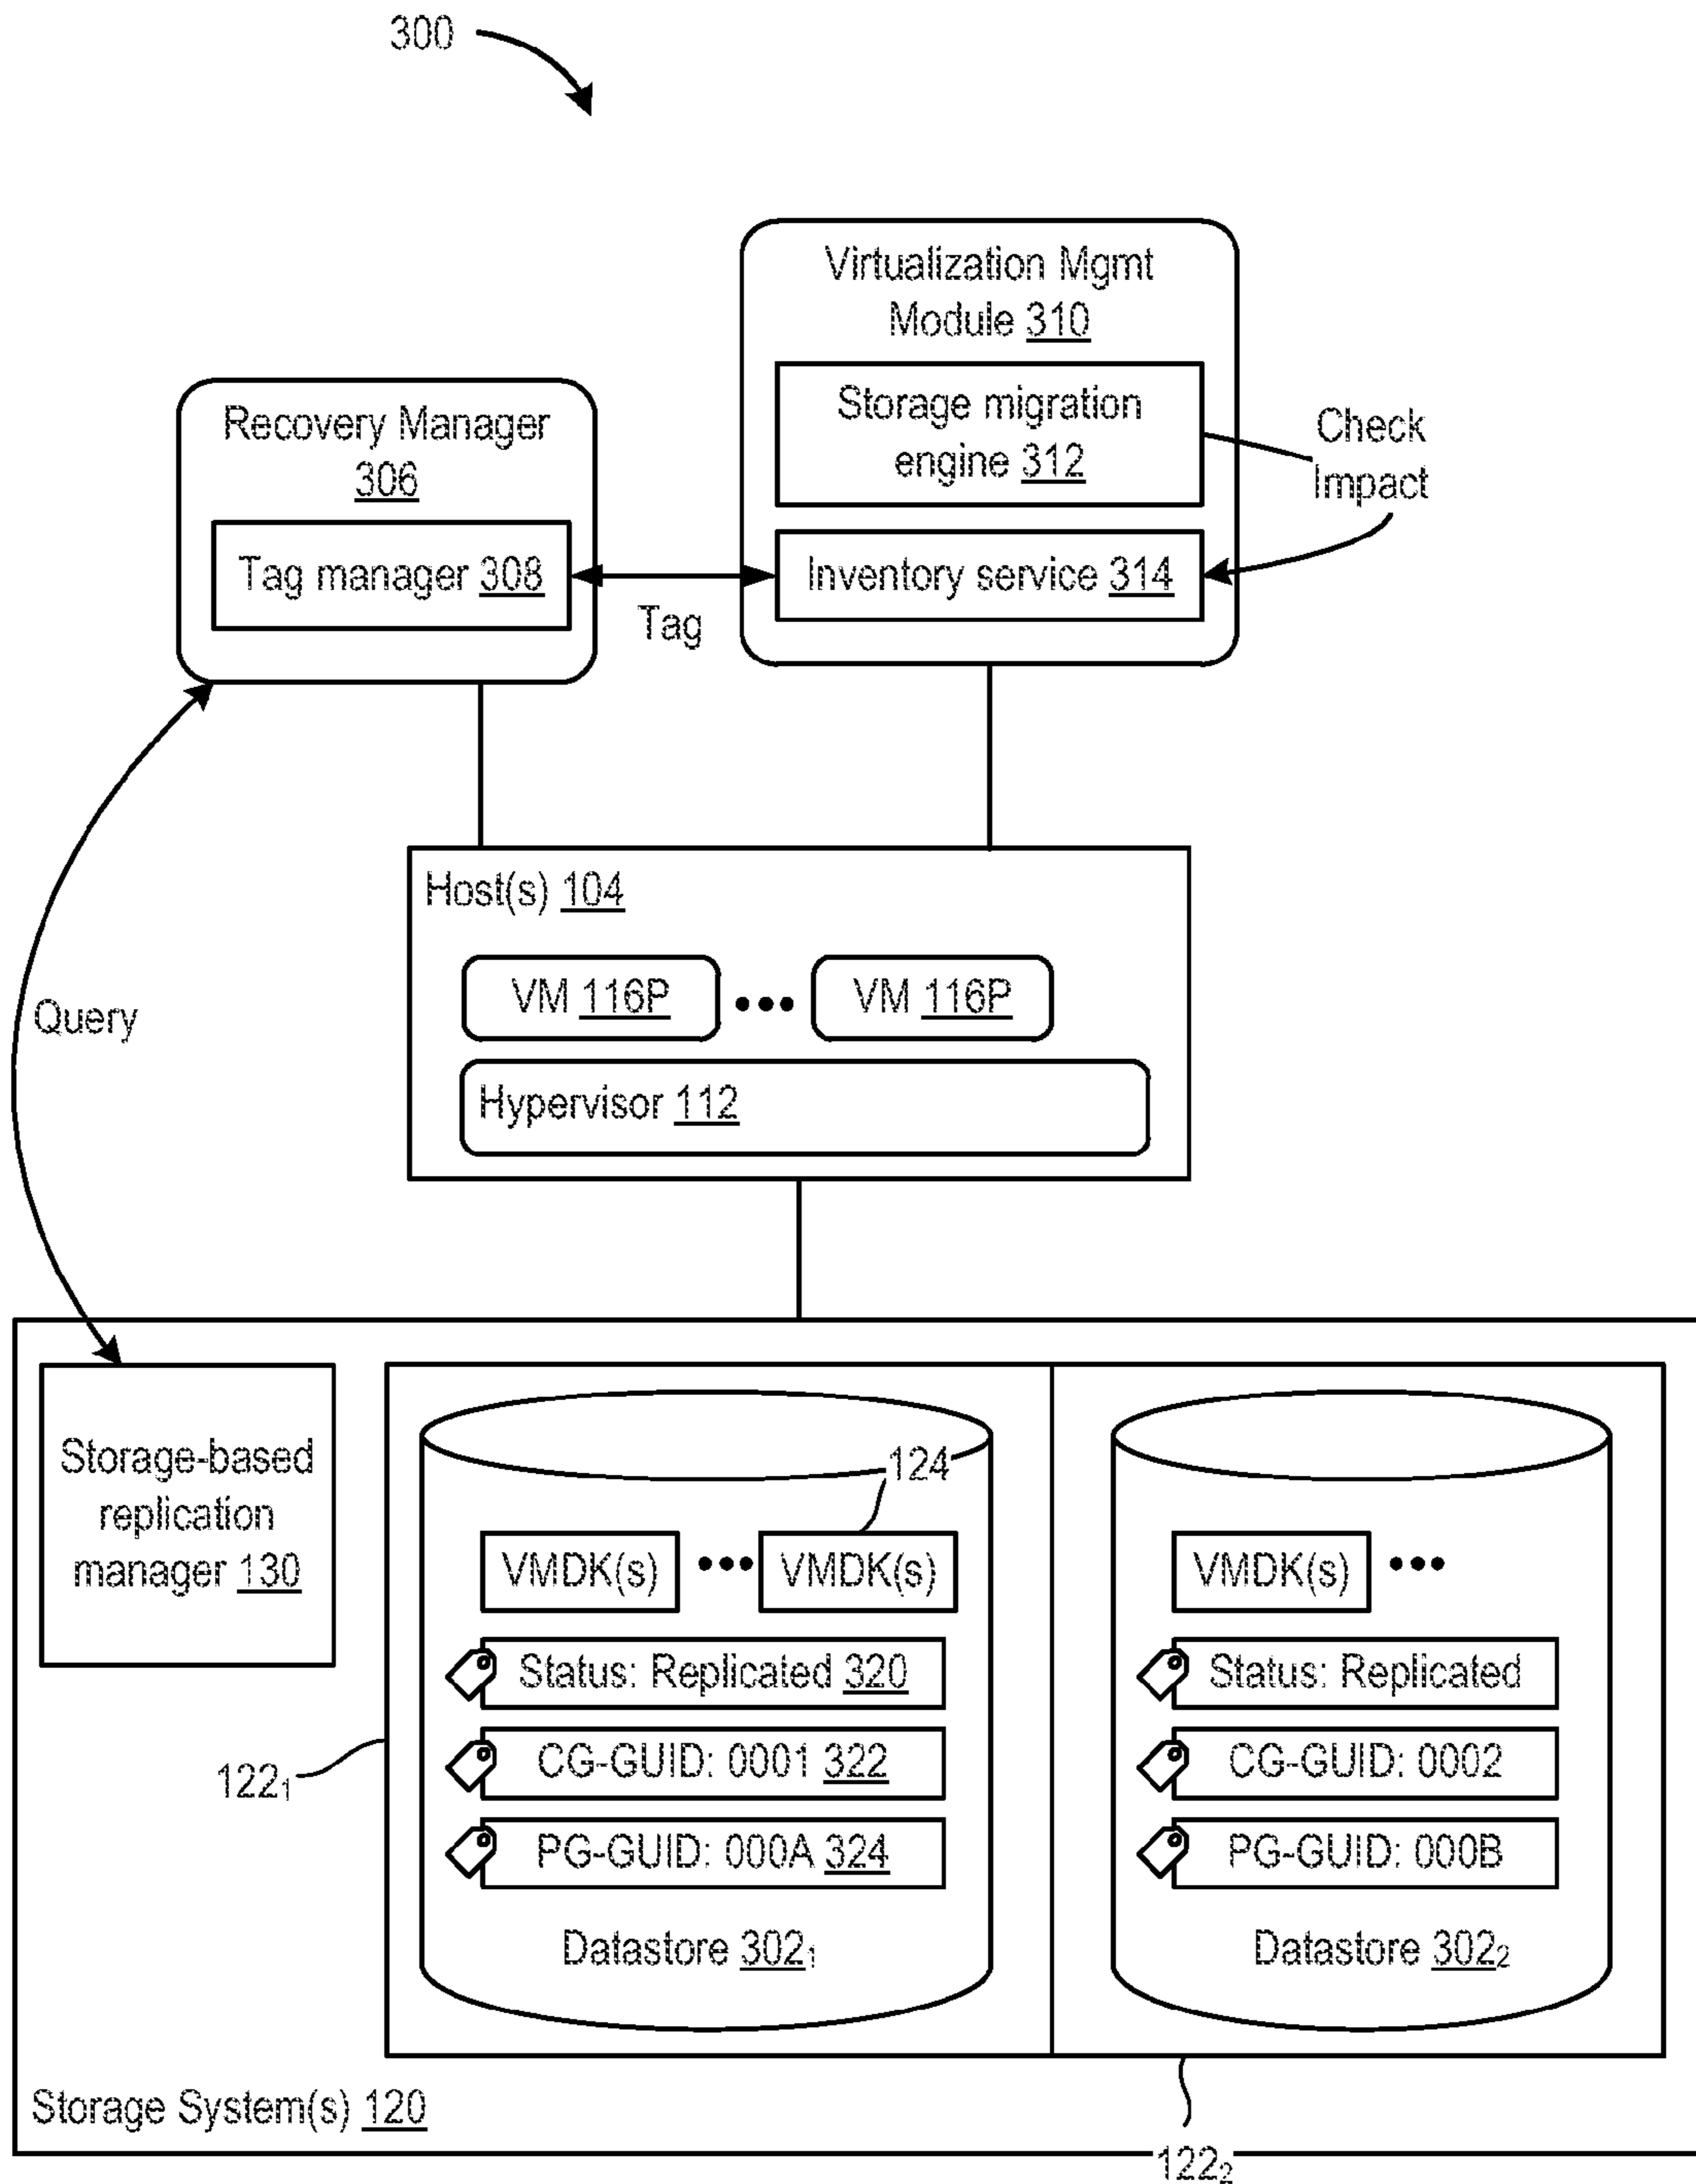 300
Virtualization Mgmt
Module 310
Storage migration
engine 312
Check
Impact
Recovery Manager
306
Tag manager 308
Inventory service 314
Tag
Host(s) 104
VM 116P
VM 116P
Query
Hypervisor 112
Storage-based
replication
manager 130
124
VMDK(s)
VMDK(s)
VMDK(s)
Status: Replicated 320
Status: Replicated
CG-GUID: 0001 322
CG-GUID: 0002
122₁
PG-GUID: 000A 324
PG-GUID: 000B
Datastore 302₁
Datastore 302₂
Storage System(s) 120
122₂